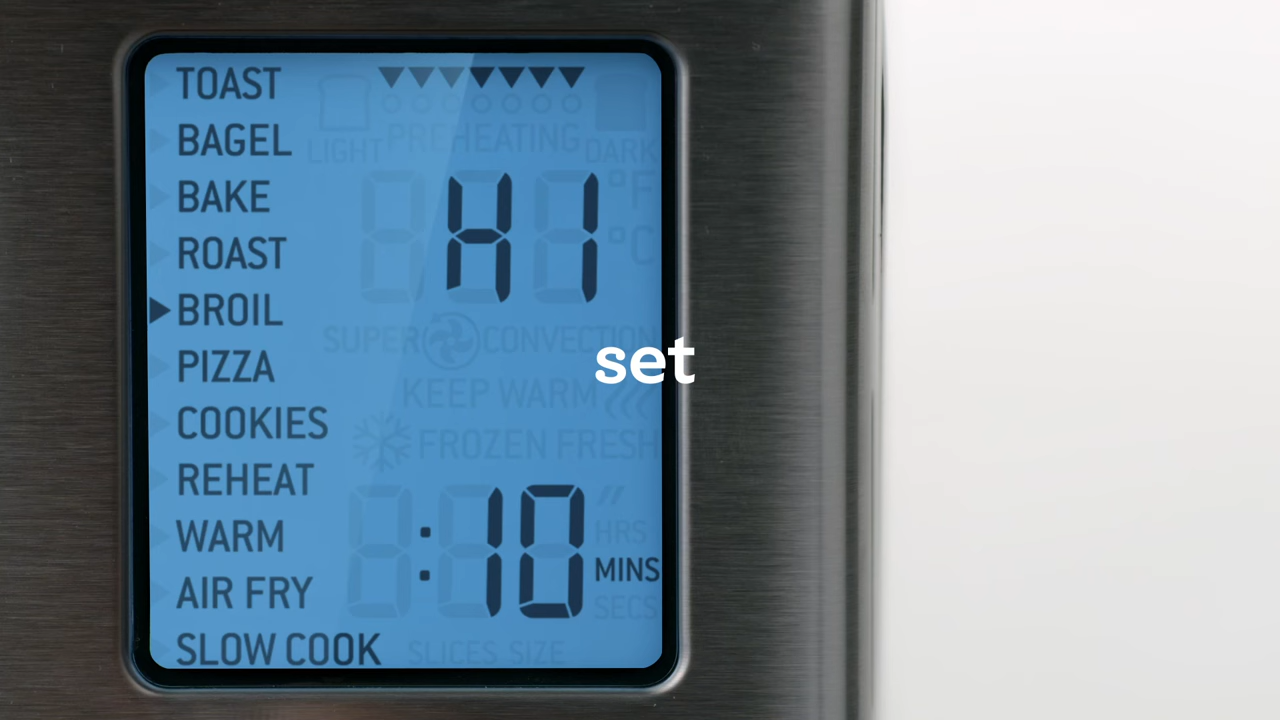 TOAST
BAGEL
BAKE
ROAST
BROIL
PIZZA
COOKIES
REHEAT
WARM
AIR FRY
SLOW COOK
LIGHT
PREHEATING
DARK
HI
°F
°C
SUPER CONVECTION
set
KEEP WARM
FROZEN FRESH
:10
HRS
MINS
SECS
SLICES SIZE